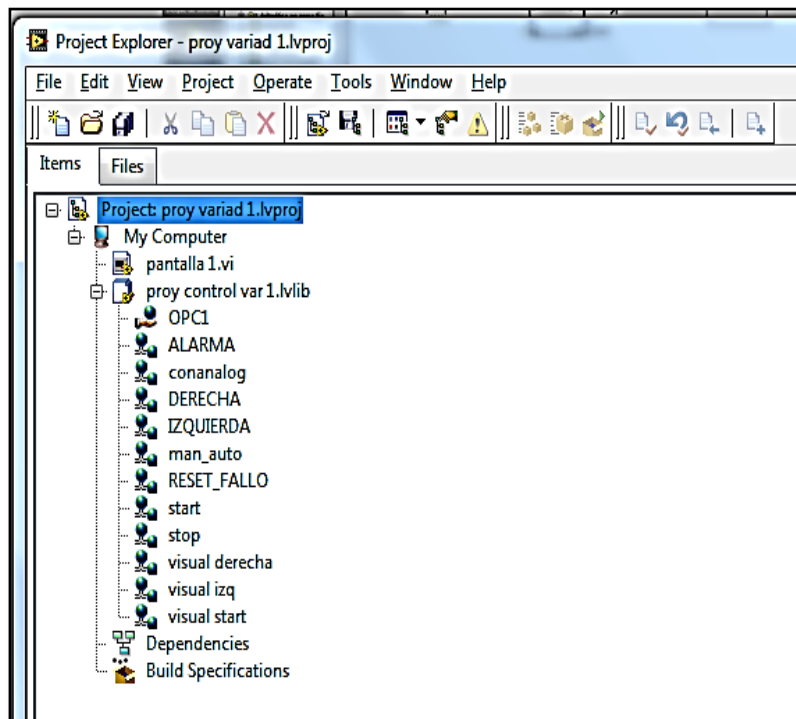 Project Explorer - proy variad 1.lvproj
File Edit View Project Operate Tools Window Help
Items Files
Project: proy variad 1.lvproj
My Computer
pantalla 1.vi
proy control var 1.lvlib
OPC1
ALARMA
conanalog
DERECHA
IZQUIERDA
man_auto
RESET_FALLO
start
stop
visual derecha
visual izq
visual start
Dependencies
Build Specifications